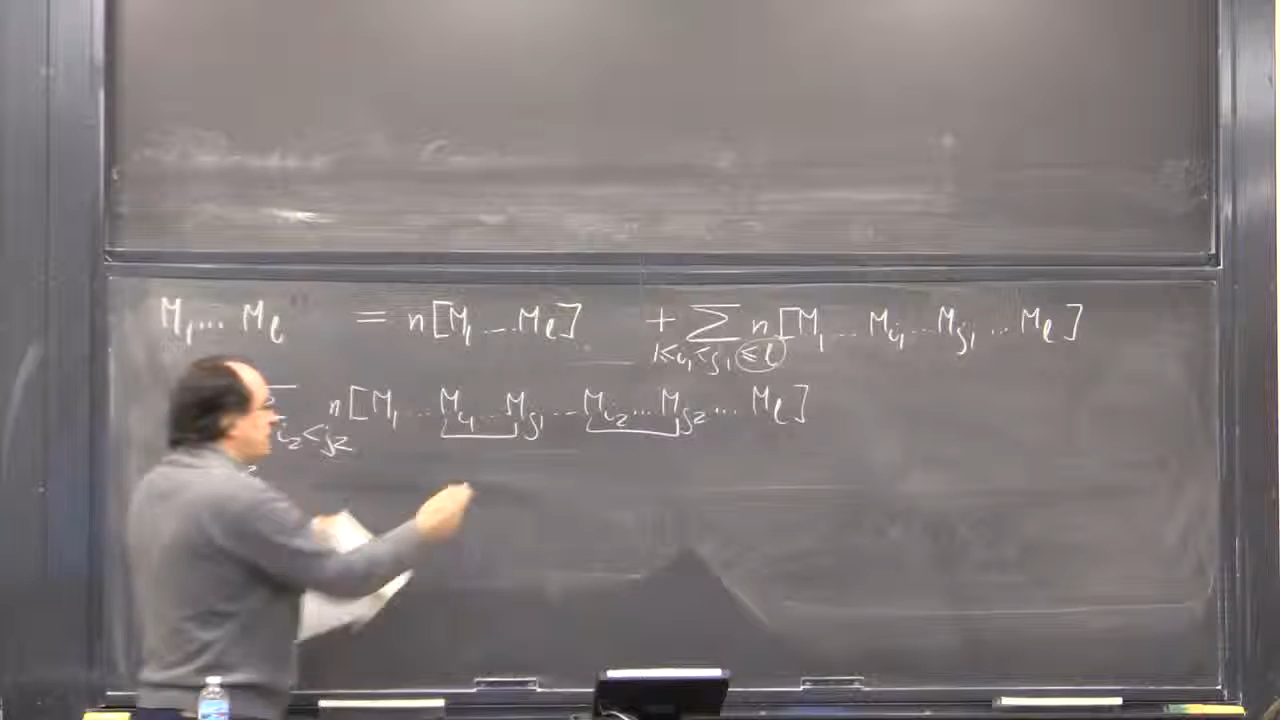 M₁...Mℓ = n[M₁...Mℓ] + Σ n[M₁...Mi₁...Mj₁...Mℓ]
1≤i₁<j₁≤ℓ
n[M₁...Mi₁...Mj₁...Mi₂...Mj₂...Mℓ]
i₂<j₂